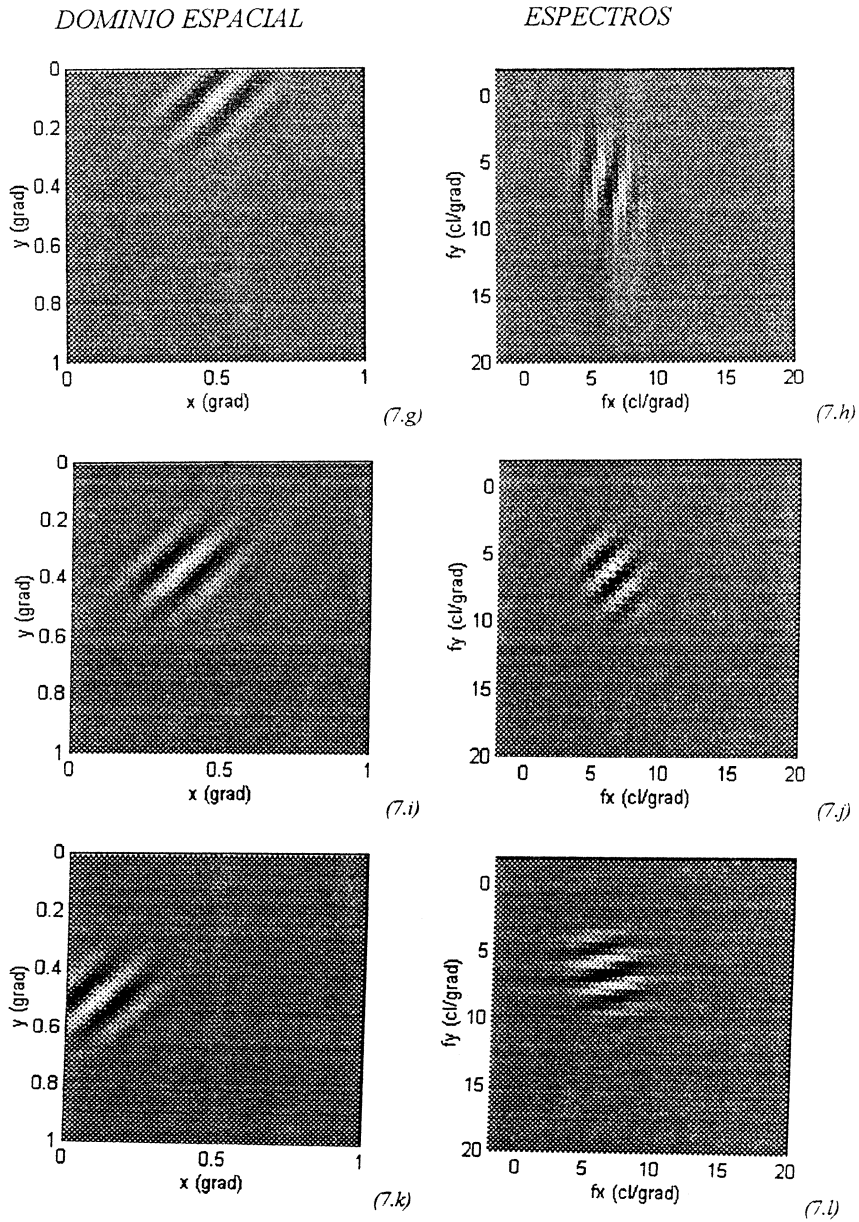 DOMINIO ESPACIAL
ESPECTROS
0
0.2
0.4
0.6
0.8
1
y (grad)
0
0.5
1
x (grad)
(7.g)
0
5
10
15
20
fy (cl/grad)
0
5
10
15
20
fx (cl/grad)
(7.h)
0
0.2
0.4
0.6
0.8
1
y (grad)
0
0.5
1
x (grad)
(7.i)
0
5
10
15
20
fy (cl/grad)
0
5
10
15
20
fx (cl/grad)
(7.j)
0
0.2
0.4
0.6
0.8
1
y (grad)
0
0.5
1
x (grad)
(7.k)
0
5
10
15
20
fy (cl/grad)
0
5
10
15
20
fx (cl/grad)
(7.l)